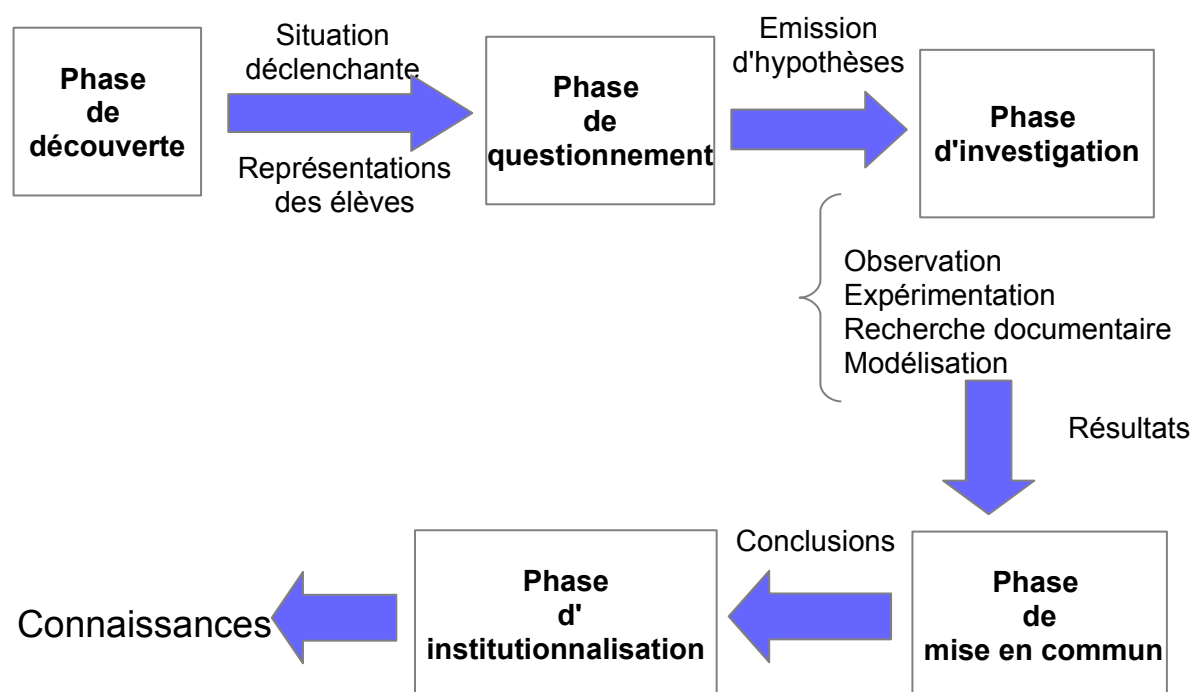 Phase
de
découverte
Situation
déclenchante
Représentations
des élèves
Phase
de
questionnement
Emission
d'hypothèses
Phase
d'investigation
Observation
Expérimentation
Recherche documentaire
Modélisation
Résultats
Phase
de
mise en commun
Conclusions
Phase
d'
institutionnalisation
Connaissances